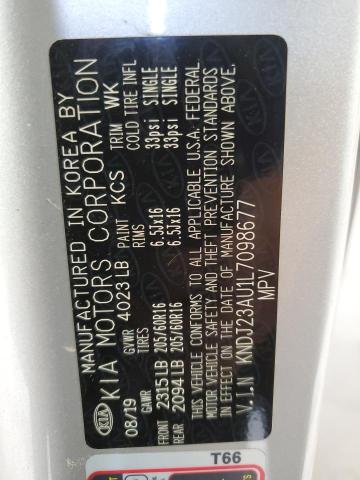 MANUFACTURED IN KOREA BY
KIA KIA MOTORS CORPORATION
08/19 GVWR 4023 LB PAINT KCS TRIM WK
GAWR TIRES RIMS COLD TIRE INFL
FRONT 2315 LB 205/60R16 6.5JX16 33psi SINGLE
REAR 2094 LB 205/60R16 6.5JX16 33psi SINGLE
THIS VEHICLE CONFORMS TO ALL APPLICABLE U.S.A. FEDERAL
MOTOR VEHICLE SAFETY AND THEFT PREVENTION STANDARDS
IN EFFECT ON THE DATE OF MANUFACTURE SHOWN ABOVE.
V.I.N KNDJ23AU1L7098677
MPV
T66